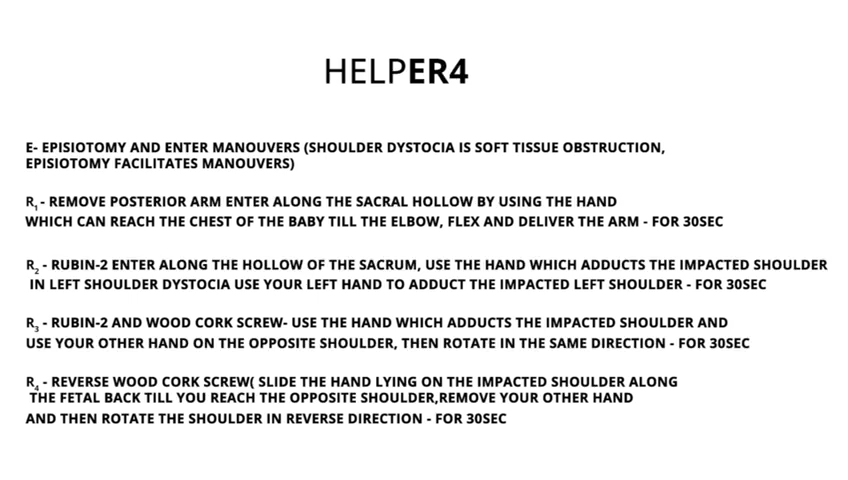 HELPER4
E- EPISIOTOMY AND ENTER MANOUVERS (SHOULDER DYSTOCIA IS SOFT TISSUE OBSTRUCTION,
EPISIOTOMY FACILITATES MANOUVERS)
R1 - REMOVE POSTERIOR ARM ENTER ALONG THE SACRAL HOLLOW BY USING THE HAND
WHICH CAN REACH THE CHEST OF THE BABY TILL THE ELBOW, FLEX AND DELIVER THE ARM - FOR 30SEC
R2 - RUBIN-2 ENTER ALONG THE HOLLOW OF THE SACRUM, USE THE HAND WHICH ADDUCTS THE IMPACTED SHOULDER
IN LEFT SHOULDER DYSTOCIA USE YOUR LEFT HAND TO ADDUCT THE IMPACTED LEFT SHOULDER - FOR 30SEC
R3 - RUBIN-2 AND WOOD CORK SCREW- USE THE HAND WHICH ADDUCTS THE IMPACTED SHOULDER AND
USE YOUR OTHER HAND ON THE OPPOSITE SHOULDER, THEN ROTATE IN THE SAME DIRECTION - FOR 30SEC
R4 - REVERSE WOOD CORK SCREW( SLIDE THE HAND LYING ON THE IMPACTED SHOULDER ALONG
THE FETAL BACK TILL YOU REACH THE OPPOSITE SHOULDER,REMOVE YOUR OTHER HAND
AND THEN ROTATE THE SHOULDER IN REVERSE DIRECTION - FOR 30SEC